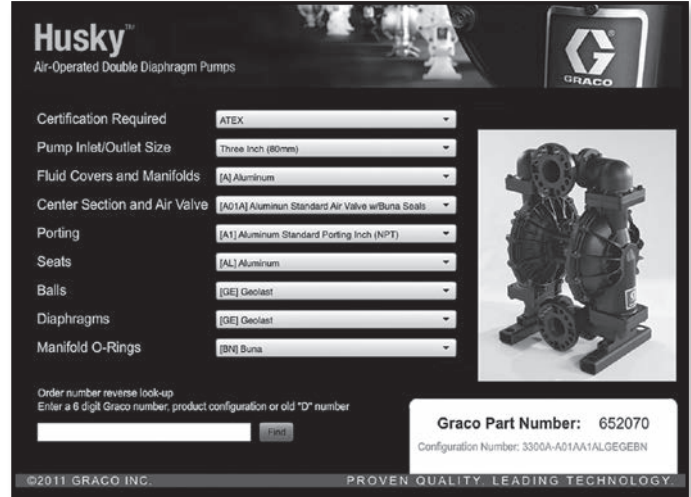 Husky™
Air-Operated Double Diaphragm Pumps
GRACO
Certification Required ATEX
Pump Inlet/Outlet Size Three Inch (80mm)
Fluid Covers and Manifolds [A] Aluminum
Center Section and Air Valve [A01A] Aluminun Standard Air Valve w/Buna Seals
Porting [A1] Aluminum Standard Porting Inch (NPT)
Seats [AL] Aluminum
Balls [GE] Geolast
Diaphragms [GE] Geolast
Manifold O-Rings [BN] Buna
Order number reverse look-up
Enter a 6 digit Graco number, product configuration or old "D" number
Find
Graco Part Number: 652070
Configuration Number: 3300A-A01AA1ALGEGEBN
©2011 GRACO INC. PROVEN QUALITY. LEADING TECHNOLOGY.